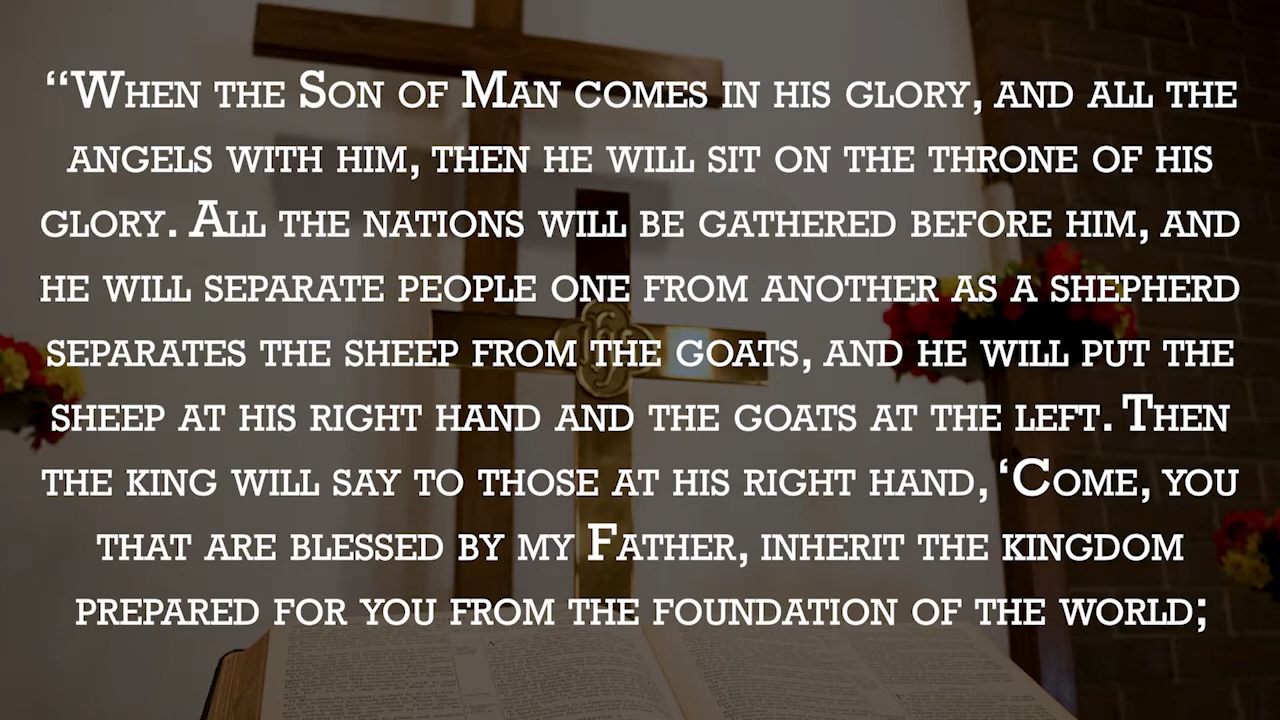 “When the Son of Man comes in his glory, and all the
angels with him, then he will sit on the throne of his
glory. All the nations will be gathered before him, and
he will separate people one from another as a shepherd
separates the sheep from the goats, and he will put the
sheep at his right hand and the goats at the left. Then
the king will say to those at his right hand, ‘Come, you
that are blessed by my Father, inherit the kingdom
prepared for you from the foundation of the world;